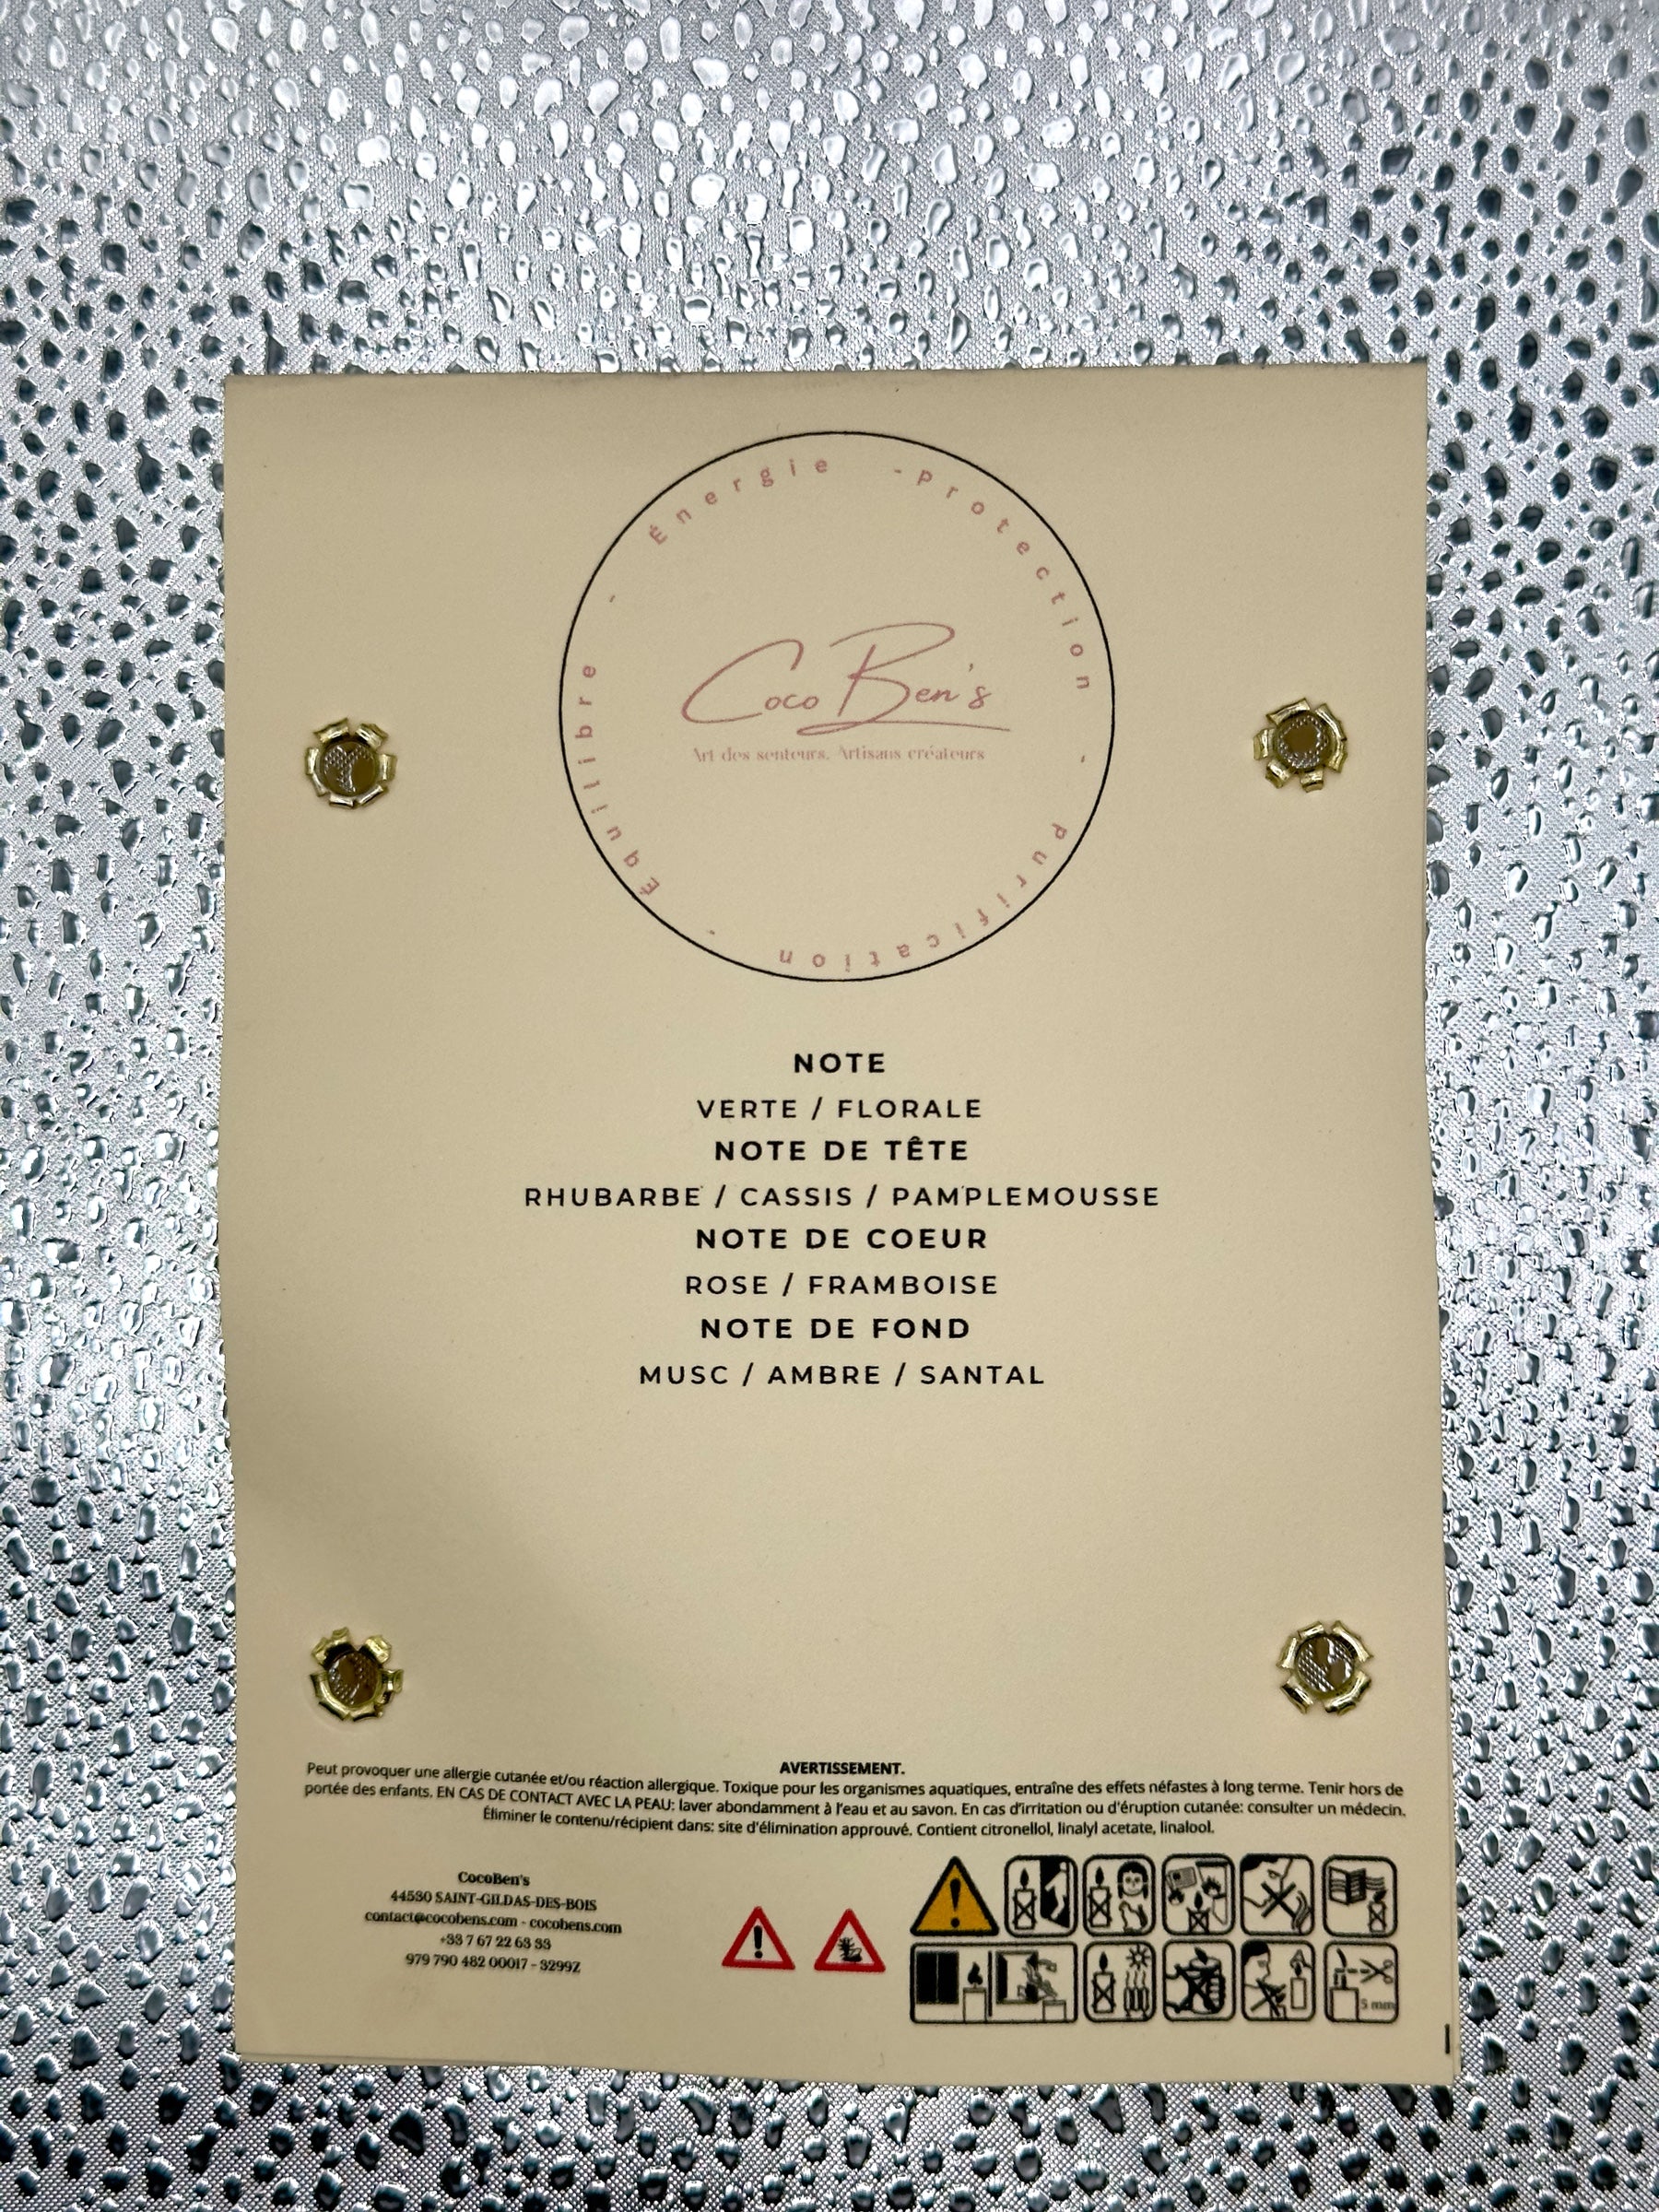 Énergie - Protection - Purification - Équilibre -
Coco Ben's
Art des senteurs, Artisans créateurs
NOTE
VERTE / FLORALE
NOTE DE TÊTE
RHUBARBE / CASSIS / PAMPLEMOUSSE
NOTE DE COEUR
ROSE / FRAMBOISE
NOTE DE FOND
MUSC / AMBRE / SANTAL
AVERTISSEMENT.
Peut provoquer une allergie cutanée et/ou réaction allergique. Toxique pour les organismes aquatiques, entraîne des effets néfastes à long terme. Tenir hors de
portée des enfants. EN CAS DE CONTACT AVEC LA PEAU: laver abondamment à l'eau et au savon. En cas d'irritation ou d'éruption cutanée: consulter un médecin.
Éliminer le contenu/récipient dans: site d'élimination approuvé. Contient citronellol, linalyl acetate, linalool.
CocoBen's
44530 SAINT-GILDAS-DES-BOIS
contact@cocobens.com - cocobens.com
+33 7 67 22 63 33
979 790 482 00017 - 3299Z
5 mm